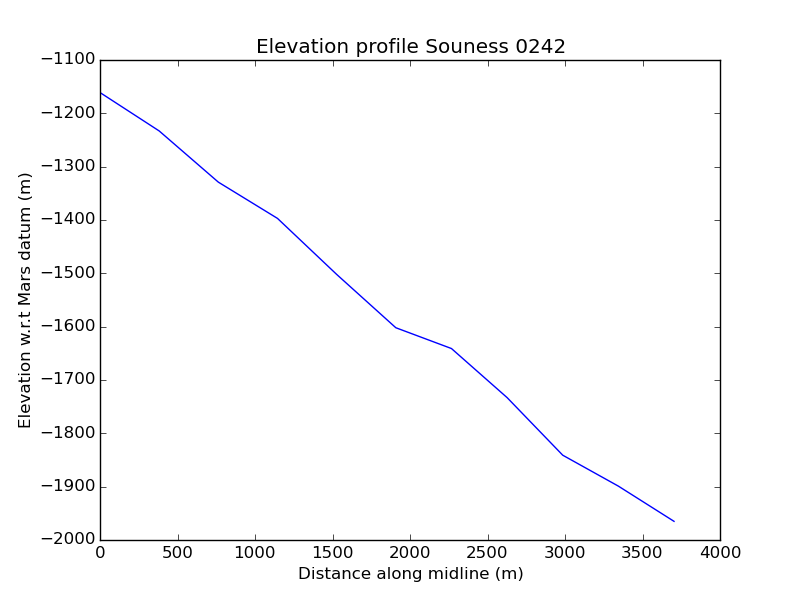 Elevation profile Souness 0242
−1100
−1200
−1300
−1400
−1500
−1600
−1700
−1800
−1900
−2000
Elevation w.r.t Mars datum (m)
0 500 1000 1500 2000 2500 3000 3500 4000
Distance along midline (m)